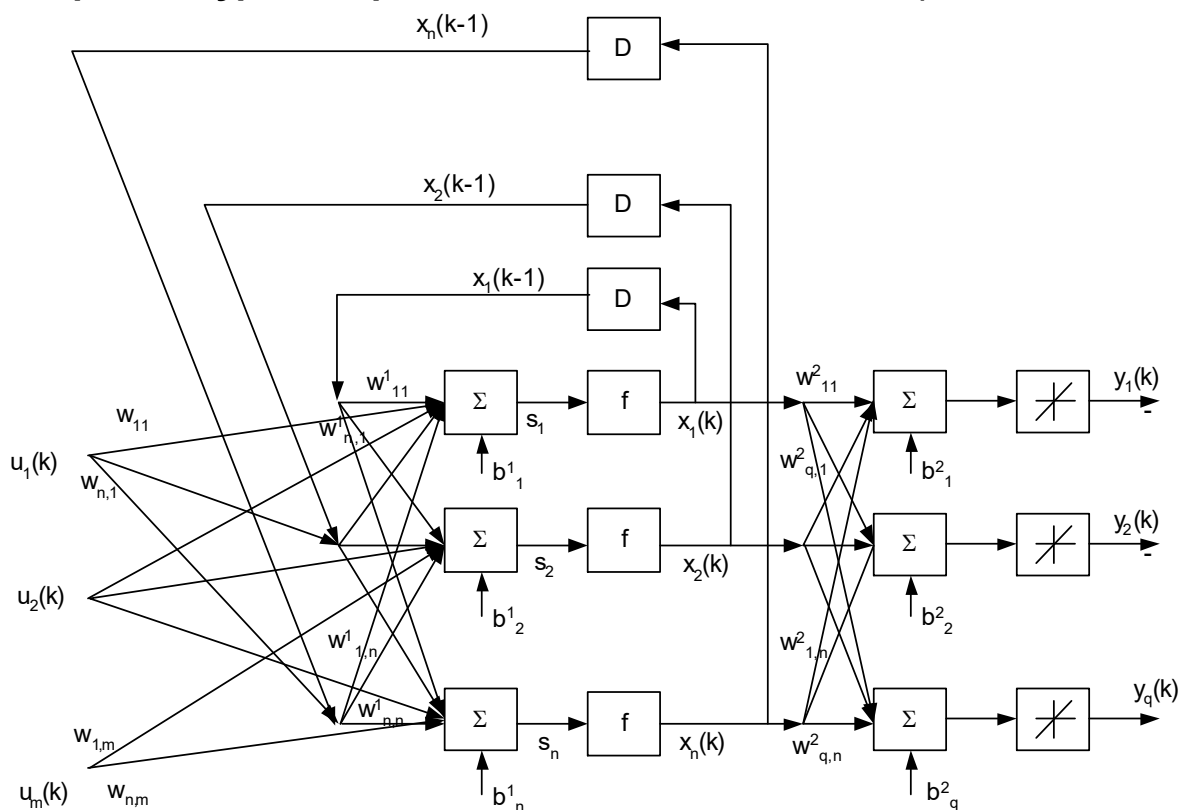 xn(k-1)
D
x2(k-1)
D
x1(k-1)
D
w11
w¹11
w¹n,1
Σ
s1
f
x1(k)
w²11
Σ
y1(k)
-
u1(k)
wn,1
b¹1
w²q,1
b²1
Σ
s2
f
x2(k)
Σ
y2(k)
-
u2(k)
b¹2
b²2
w¹1,n
w²1,n
w¹n,n
Σ
sn
f
xn(k)
w²q,n
Σ
yq(k)
w1,m
um(k)
wn,m
b¹n
b²q